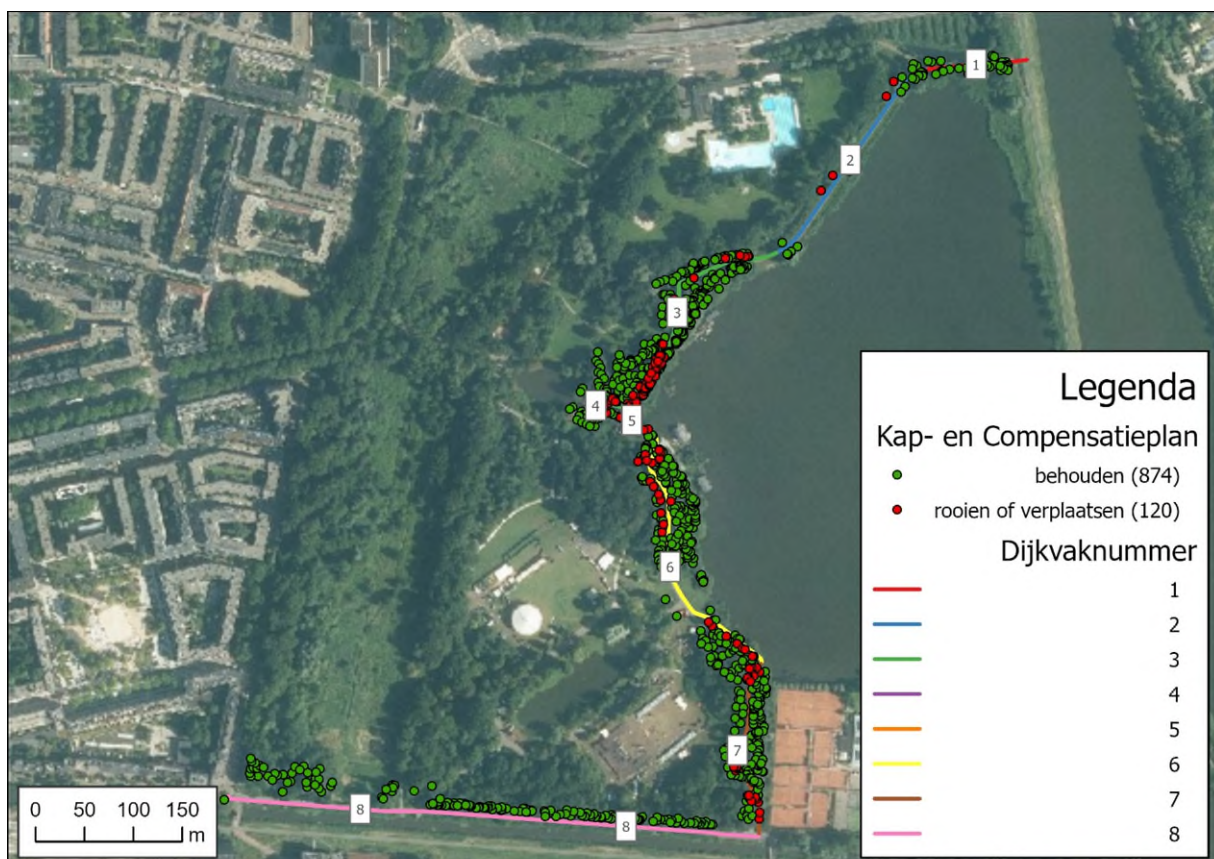 1
2
3
4
5
6
7
8
8
Legenda
Kap- en Compensatieplan
behouden (874)
rooien of verplaatsen (120)
Dijkvaknummer
1
2
3
4
5
6
7
8
0 50 100 150
m